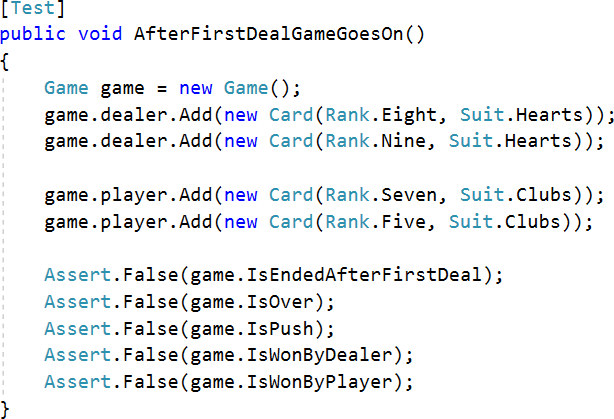 [Test]
public void AfterFirstDealGameGoesOn()
{
    Game game = new Game();
    game.dealer.Add(new Card(Rank.Eight, Suit.Hearts));
    game.dealer.Add(new Card(Rank.Nine, Suit.Hearts));

    game.player.Add(new Card(Rank.Seven, Suit.Clubs));
    game.player.Add(new Card(Rank.Five, Suit.Clubs));

    Assert.False(game.IsEndedAfterFirstDeal);
    Assert.False(game.IsOver);
    Assert.False(game.IsPush);
    Assert.False(game.IsWonByDealer);
    Assert.False(game.IsWonByPlayer);
}